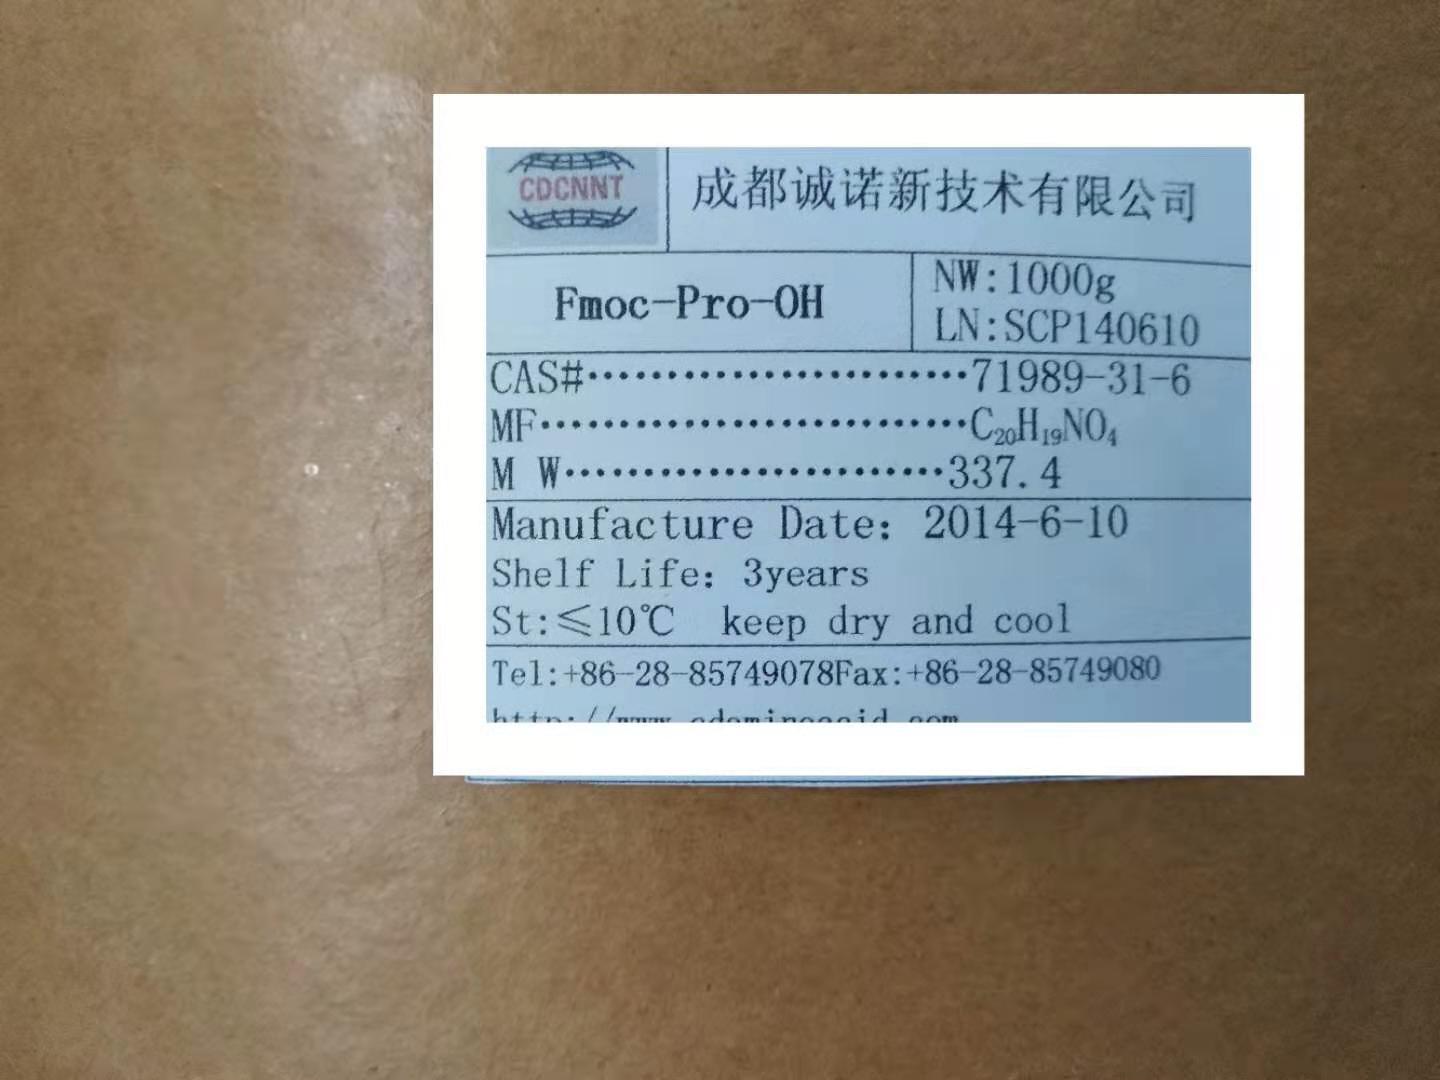 CDCNNT
成都诚诺新技术有限公司
Fmoc-Pro-OH
NW:1000g
LN:SCP140610
CAS#························71989-31-6
MF···························C₂₀H₁₉NO₄
M W························337.4
Manufacture Date: 2014-6-10
Shelf Life: 3years
St:≤10℃ keep dry and cool
Tel:+86-28-85749078Fax:+86-28-85749080